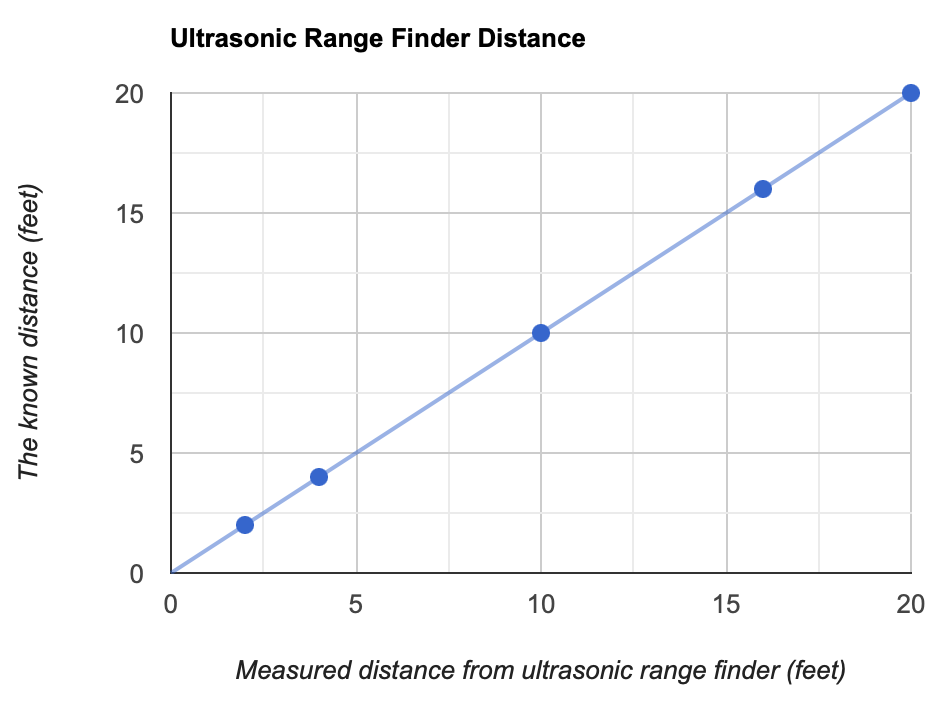 Ultrasonic Range Finder Distance
20
15
10
5
0
The known distance (feet)
0 5 10 15 20
Measured distance from ultrasonic range finder (feet)